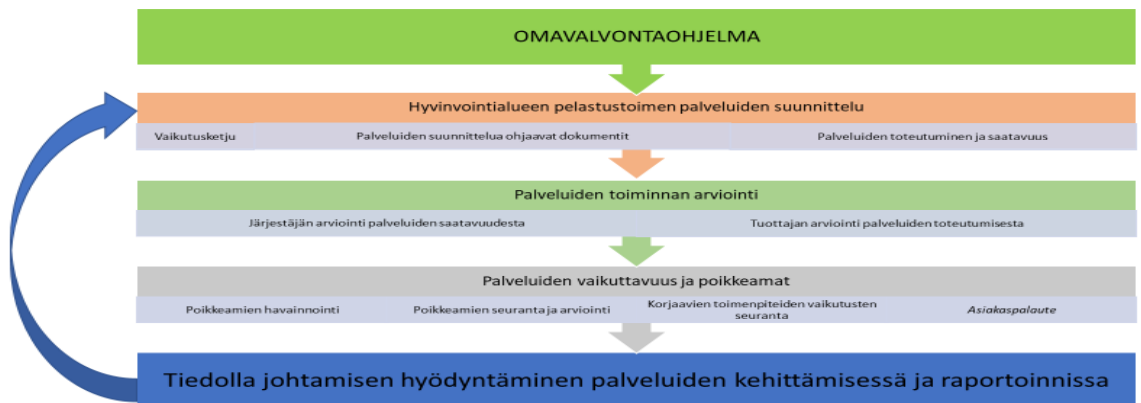 OMAVALVONTAOHJELMA
Hyvinvointialueen pelastustoimen palveluiden suunnittelu
Vaikutusketju
Palveluiden suunnittelua ohjaavat dokumentit
Palveluiden toteutuminen ja saatavuus
Palveluiden toiminnan arviointi
Järjestäjän arviointi palveluiden saatavuudesta
Tuottajan arviointi palveluiden toteutumisesta
Palveluiden vaikuttavuus ja poikkeamat
Poikkeamien havainnointi
Poikkeamien seuranta ja arviointi
Korjaavien toimenpiteiden vaikutusten
seuranta
Asiakaspalaute
Tiedolla johtamisen hyödyntäminen palveluiden kehittämisessä ja raportoinnissa